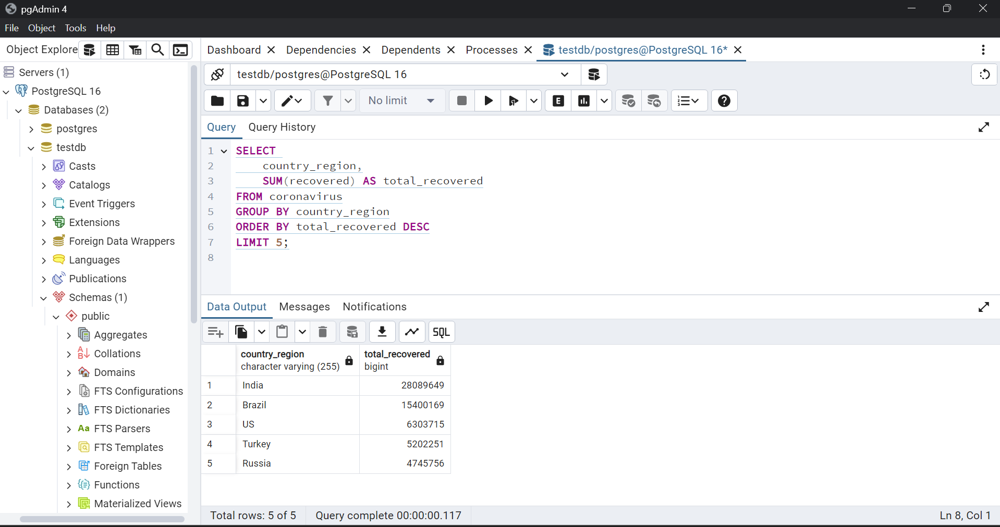 pgAdmin 4
File Object Tools Help
Object Explore
Dashboard Dependencies Dependents Processes testdb/postgres@PostgreSQL 16*
Servers (1)
PostgreSQL 16
Databases (2)
postgres
testdb
Casts
Catalogs
Event Triggers
Extensions
Foreign Data Wrappers
Languages
Publications
Schemas (1)
public
Aggregates
Collations
Domains
FTS Configurations
FTS Dictionaries
Aa FTS Parsers
FTS Templates
Foreign Tables
Functions
Materialized Views
testdb/postgres@PostgreSQL 16
No limit E
Query Query History
1 SELECT
2 country_region,
3 SUM(recovered) AS total_recovered
4 FROM coronavirus
5 GROUP BY country_region
6 ORDER BY total_recovered DESC
7 LIMIT 5;
8
Data Output Messages Notifications
SQL
country_region total_recovered
character varying (255) bigint
1 India 28089649
2 Brazil 15400169
3 US 6303715
4 Turkey 5202251
5 Russia 4745756
Total rows: 5 of 5 Query complete 00:00:00.117 Ln 8, Col 1